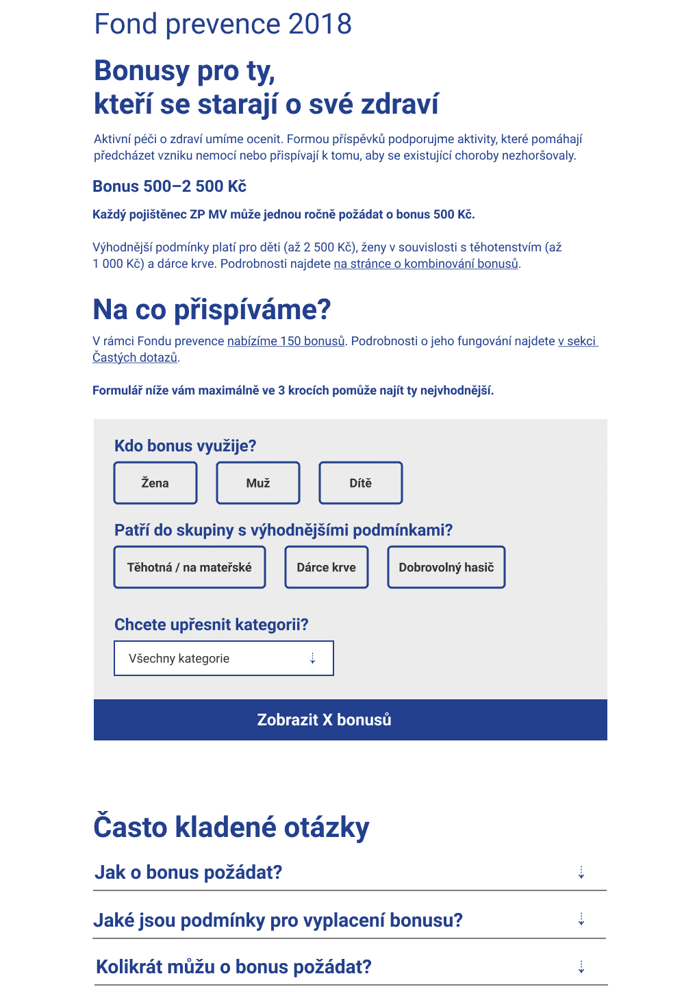 Fond prevence 2018
Bonusy pro ty,
kteří se starají o své zdraví
Aktivní péči o zdraví umíme ocenit. Formou příspěvků podporujme aktivity, které pomáhají
předcházet vzniku nemocí nebo přispívají k tomu, aby se existující choroby nezhoršovaly.
Bonus 500–2 500 Kč
Každý pojištěnec ZP MV může jednou ročně požádat o bonus 500 Kč.
Výhodnější podmínky platí pro děti (až 2 500 Kč), ženy v souvislosti s těhotenstvím (až
1 000 Kč) a dárce krve. Podrobnosti najdete na stránce o kombinování bonusů.
Na co přispíváme?
V rámci Fondu prevence nabízíme 150 bonusů. Podrobnosti o jeho fungování najdete v sekci
Častých dotazů.
Formulář níže vám maximálně ve 3 krocích pomůže najít ty nejvhodnější.
Kdo bonus využije?
Žena Muž Dítě
Patří do skupiny s výhodnějšími podmínkami?
Těhotná / na mateřské Dárce krve Dobrovolný hasič
Chcete upřesnit kategorii?
Všechny kategorie
Zobrazit X bonusů
Často kladené otázky
Jak o bonus požádat?
Jaké jsou podmínky pro vyplacení bonusu?
Kolikrát můžu o bonus požádat?